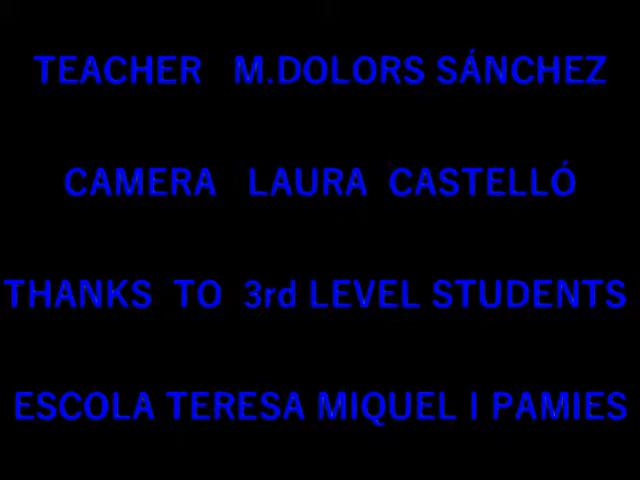 TEACHER M.DOLORS SÁNCHEZ
CAMERA LAURA CASTELLÓ
THANKS TO 3rd LEVEL STUDENTS
ESCOLA TERESA MIQUEL I PAMIES